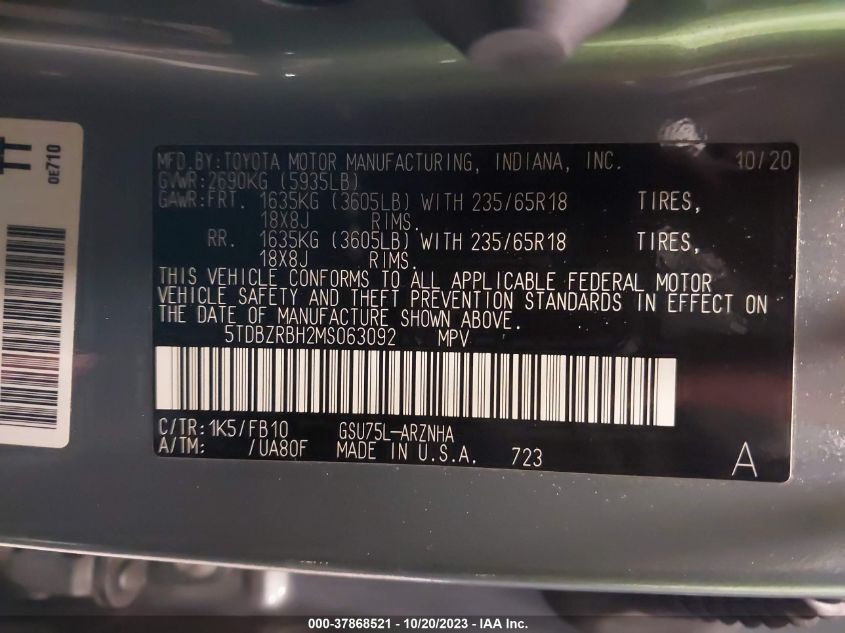 TT
OE710
MFD.BY:TOYOTA MOTOR MANUFACTURING, INDIANA, INC. 10/20
GVWR:2690KG (5935LB)
GAWR:FRT. 1635KG (3605LB) WITH 235/65R18 TIRES,
18X8J RIMS.
RR. 1635KG (3605LB) WITH 235/65R18 TIRES,
18X8J RIMS.
THIS VEHICLE CONFORMS TO ALL APPLICABLE FEDERAL MOTOR
VEHICLE SAFETY AND THEFT PREVENTION STANDARDS IN EFFECT ON
THE DATE OF MANUFACTURE SHOWN ABOVE.
5TDBZRBH2MS063092 MPV
C/TR:1K5/FB10 GSU75L-ARZNHA
A/TM: /UA80F MADE IN U.S.A. 723
A
000-37868521 - 10/20/2023 - IAA Inc.